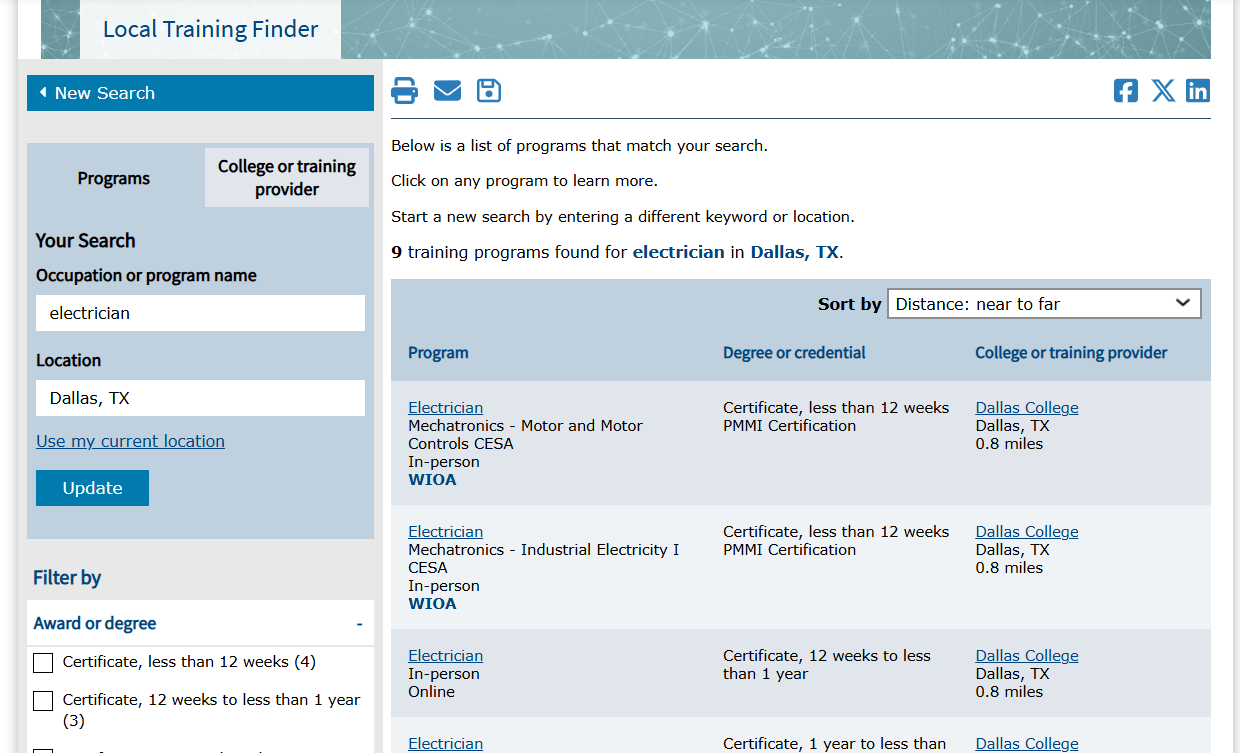 Local Training Finder
New Search
Programs
College or training
provider
Your Search
Occupation or program name
electrician
Location
Dallas, TX
Use my current location
Update
Filter by
Award or degree -
Certificate, less than 12 weeks (4)
Certificate, 12 weeks to less than 1 year
(3)
Below is a list of programs that match your search.
Click on any program to learn more.
Start a new search by entering a different keyword or location.
9 training programs found for electrician in Dallas, TX.
Sort by Distance: near to far
Program Degree or credential College or training provider
Electrician Certificate, less than 12 weeks Dallas College
Mechatronics - Motor and Motor PMMI Certification Dallas, TX
Controls CESA 0.8 miles
In-person
WIOA
Electrician Certificate, less than 12 weeks Dallas College
Mechatronics - Industrial Electricity I PMMI Certification Dallas, TX
CESA 0.8 miles
In-person
WIOA
Electrician Certificate, 12 weeks to less Dallas College
In-person than 1 year Dallas, TX
Online 0.8 miles
Electrician Certificate, 1 year to less than Dallas College